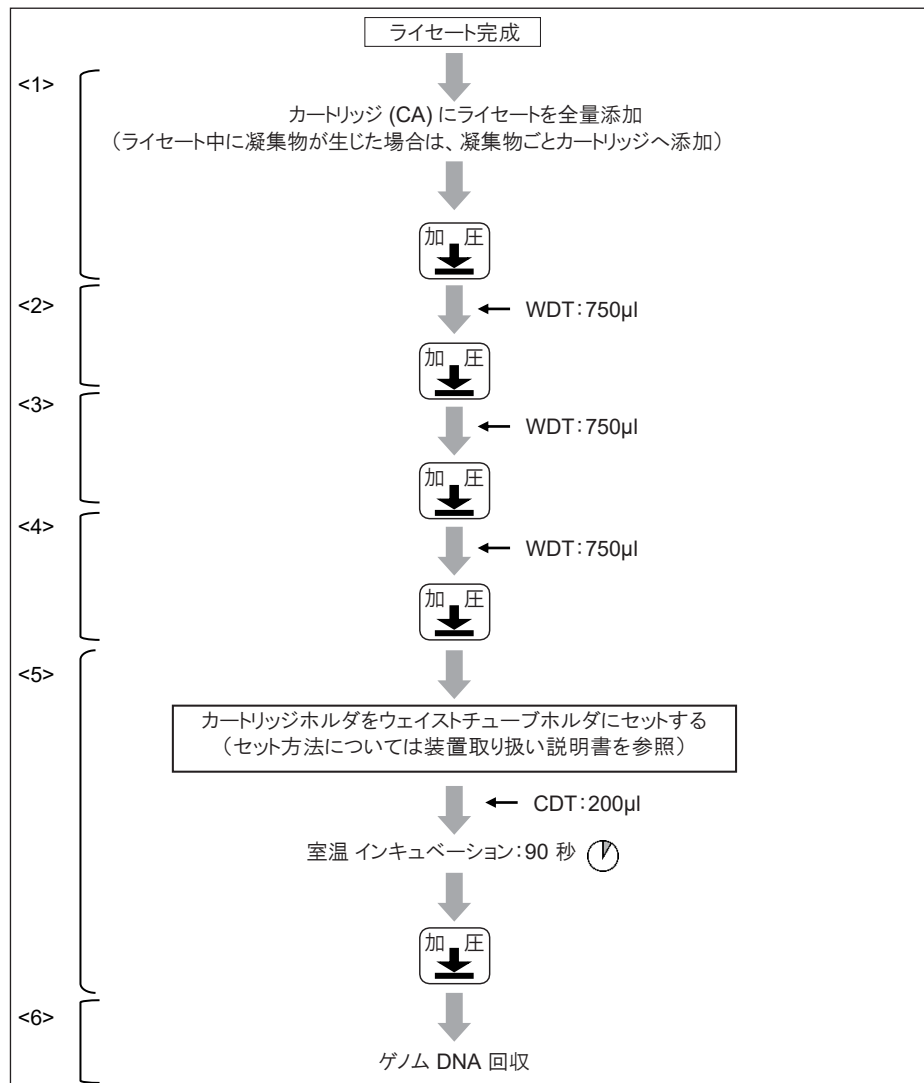 ライセート完成
<1>
カートリッジ (CA) にライセートを全量添加
（ライセート中に凝集物が生じた場合は、凝集物ごとカートリッジへ添加）
加 圧
<2>
WDT：750µl
加 圧
<3>
WDT：750µl
加 圧
<4>
WDT：750µl
加 圧
<5>
カートリッジホルダをウェイストチューブホルダにセットする
（セット方法については装置取り扱い説明書を参照）
CDT：200µl
室温 インキュベーション：90 秒
加 圧
<6>
ゲノム DNA 回収